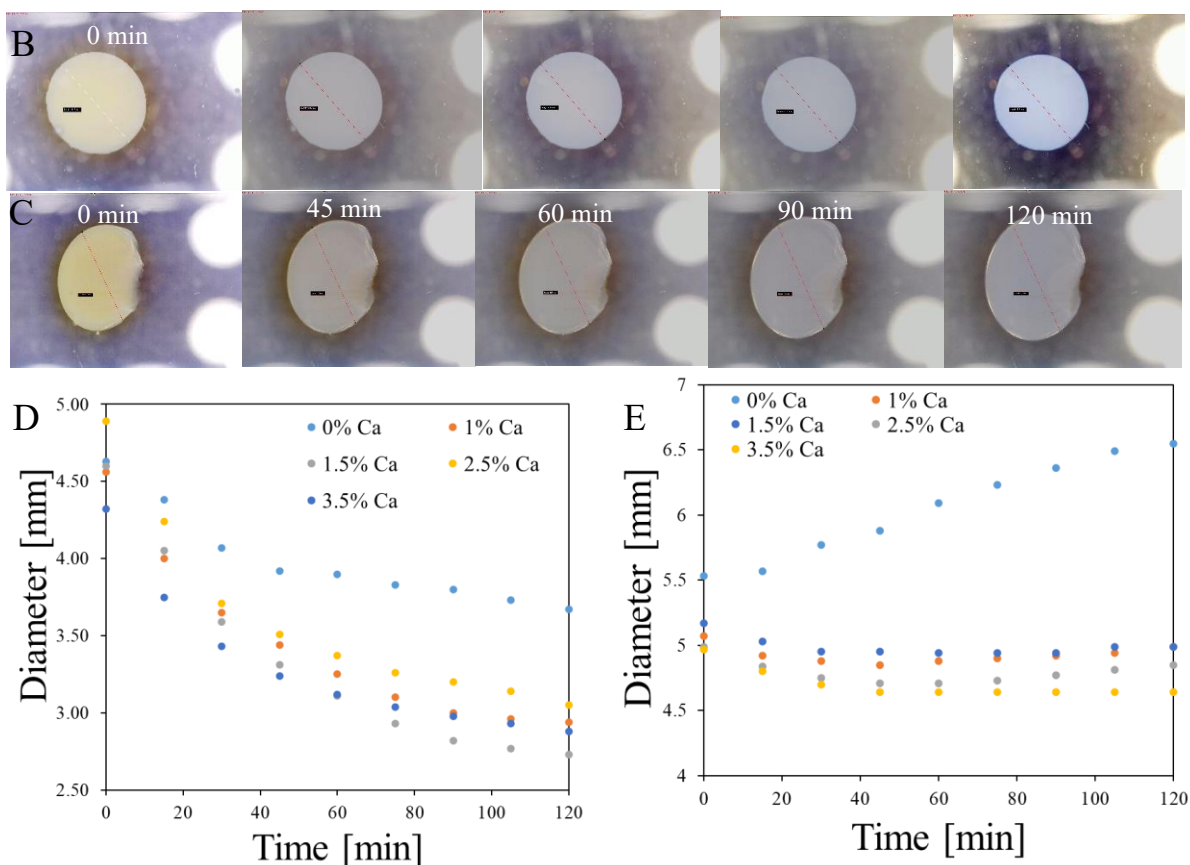 B
0 min
C
0 min
45 min
60 min
90 min
120 min
D
5.00
4.50
4.00
3.50
3.00
2.50
0
20
40
60
80
100
120
Diameter [mm]
Time [min]
0% Ca
1% Ca
1.5% Ca
2.5% Ca
3.5% Ca
E
7
6.5
6
5.5
5
4.5
4
0
20
40
60
80
100
120
Diameter [mm]
Time [min]
0% Ca
1% Ca
1.5% Ca
2.5% Ca
3.5% Ca